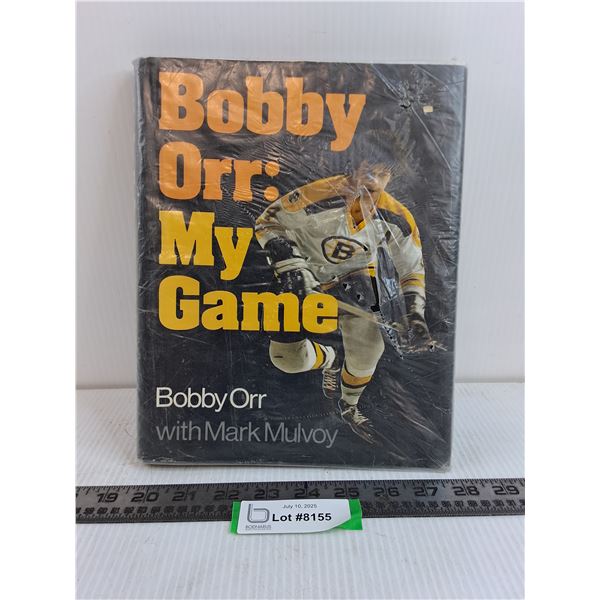 Bobby
Orr:
My
Game
B
Bobby Orr
with Mark Mulvoy
19 20 21 22 23 24 25 26 27 28 29
July 10, 2025
Lot #8155
BODNARUS